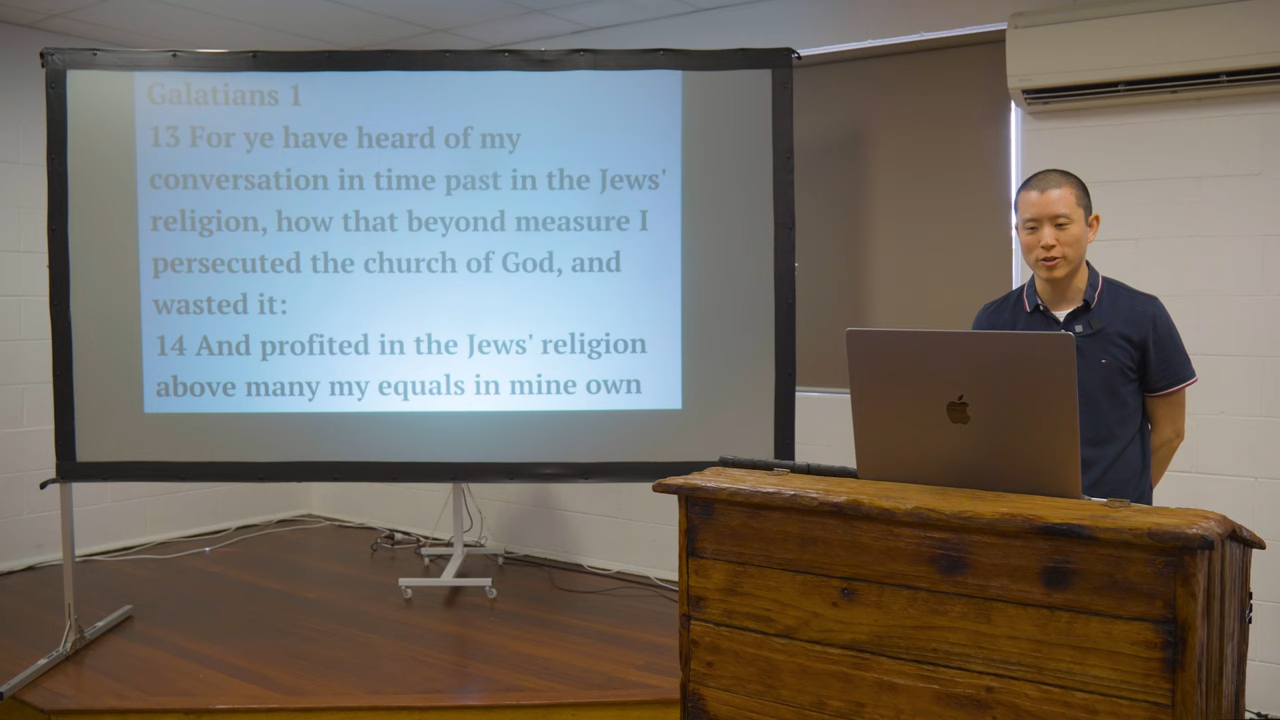 Galatians 1
13 For ye have heard of my
conversation in time past in the Jews'
religion, how that beyond measure I
persecuted the church of God, and
wasted it:
14 And profited in the Jews' religion
above many my equals in mine own